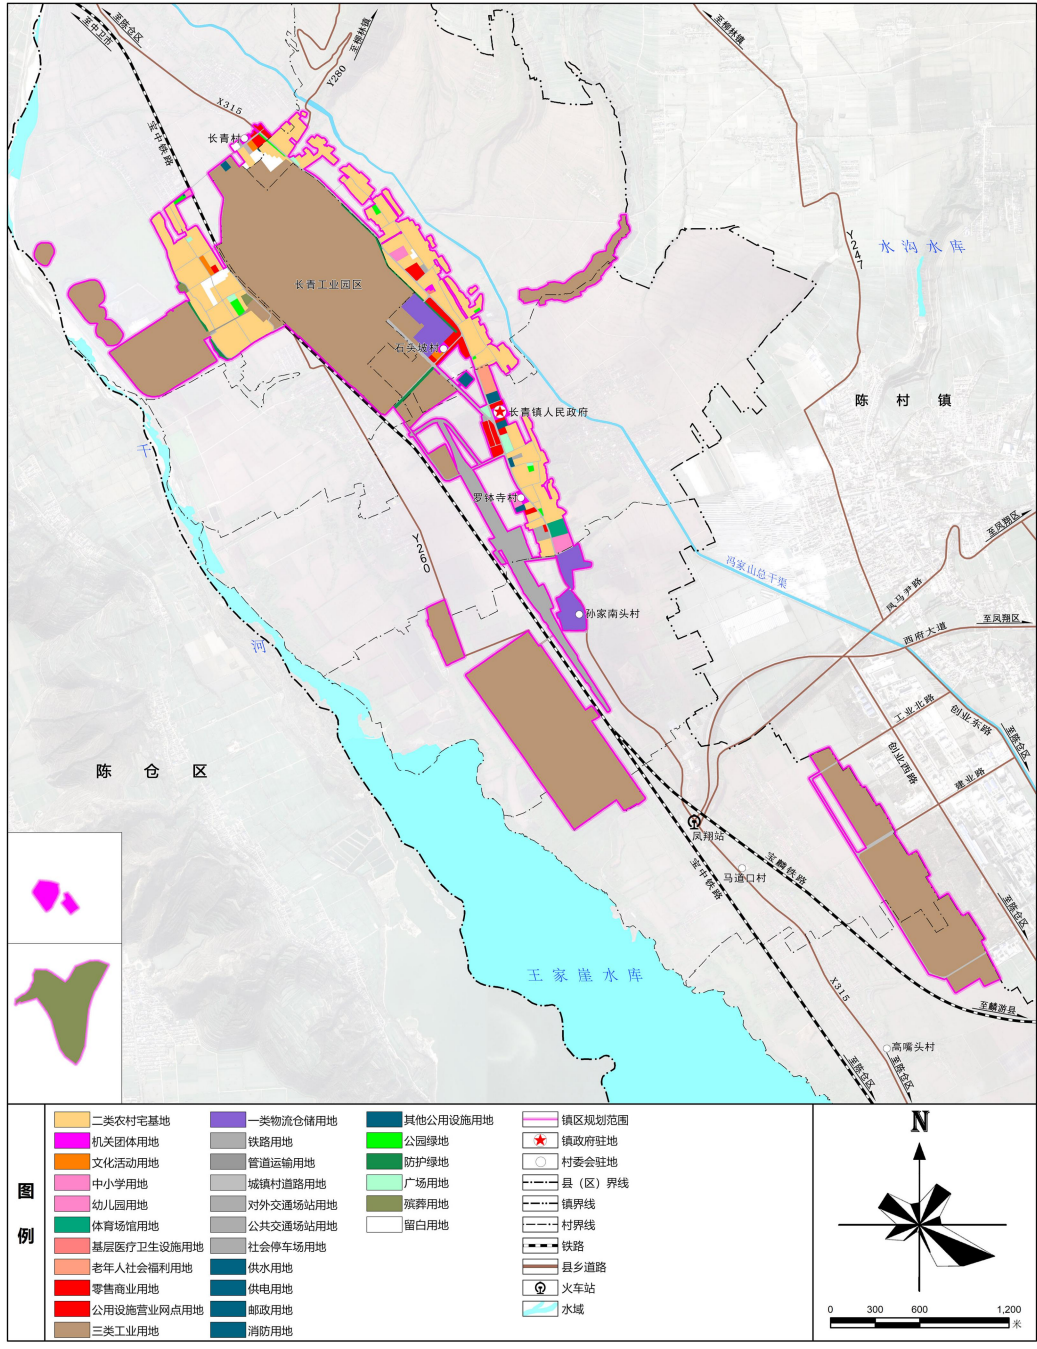 至陈仓区
至中卫市
至柳林镇
至柳林镇
Y280
X315
长青村
宝中铁路
Y247
水沟水库
长青工业园区
石头坡村
陈村镇
长青镇人民政府
千
罗钵寺村
至凤翔区
Y260
冯家山总干渠
凤马尹路
孙家南头村
至凤翔区
西府大道
河
工业北路
创业东路
至陈仓区
创业西路
陈仓区
建业路
凤翔站
宝麟铁路
马道口村
宝中铁路
至陈仓区
王家崖水库
X315
至麟游县
高嘴头村
至陈仓区
至陈仓区
图例
二类农村宅基地
机关团体用地
文化活动用地
中小学用地
幼儿园用地
体育场馆用地
基层医疗卫生设施用地
老年人社会福利用地
零售商业用地
公用设施营业网点用地
三类工业用地
一类物流仓储用地
铁路用地
管道运输用地
城镇村道路用地
对外交通场站用地
公共交通场站用地
社会停车场用地
供水用地
供电用地
邮政用地
消防用地
其他公用设施用地
公园绿地
防护绿地
广场用地
殡葬用地
留白用地
镇区规划范围
镇政府驻地
村委会驻地
县（区）界线
镇界线
村界线
铁路
县乡道路
火车站
水域
N
0 300 600 1,200
米